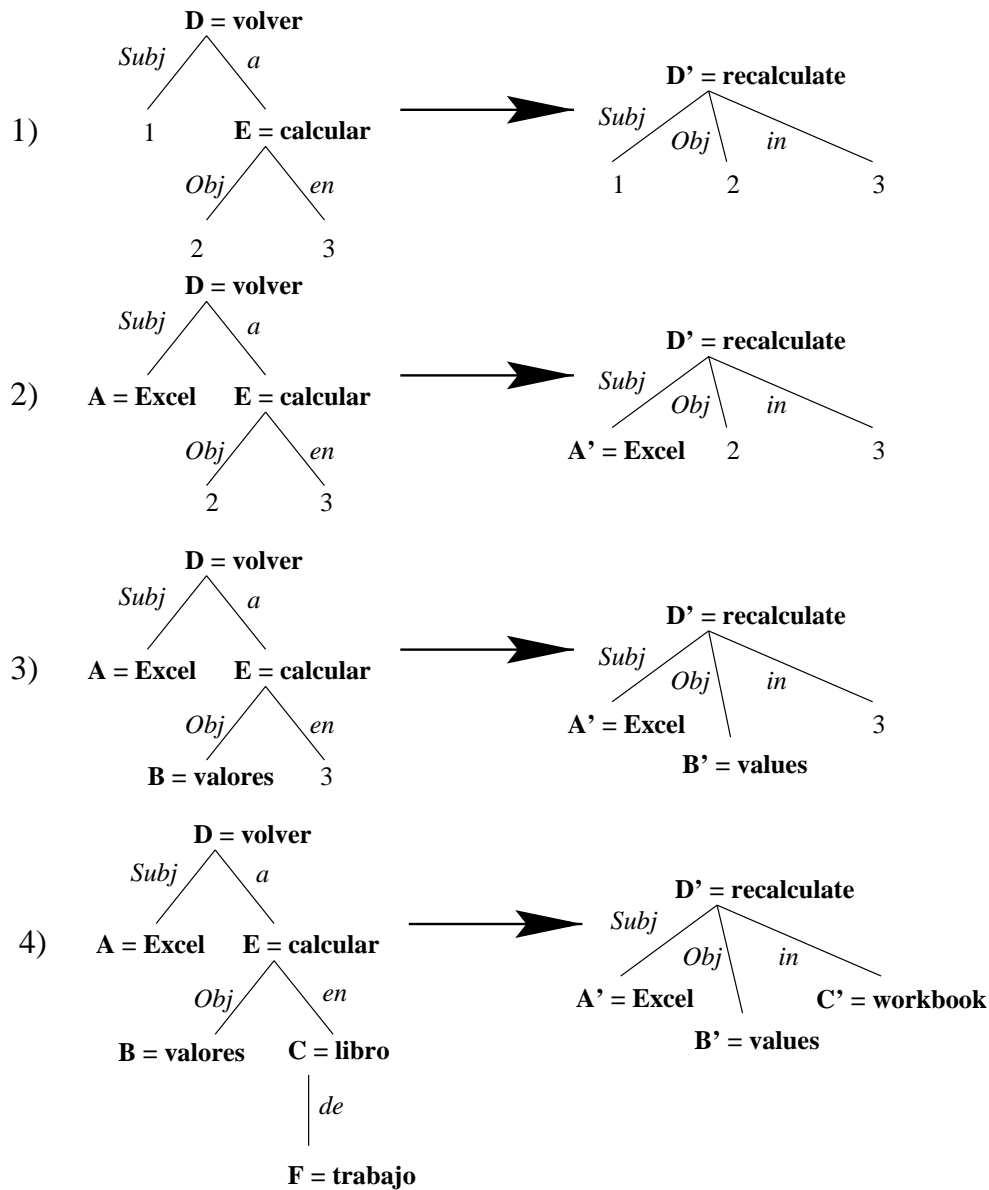 D = volver
Subj a
D' = recalculate
1)
1 E = calcular
Subj Obj in
Obj en
1 2 3
2 3
D = volver
Subj a
D' = recalculate
2)
A = Excel E = calcular
Subj Obj in
Obj en
A' = Excel 2 3
2 3
D = volver
Subj a
D' = recalculate
3)
A = Excel E = calcular
Subj Obj in
Obj en
A' = Excel 3
B = valores 3
B' = values
D = volver
Subj a
D' = recalculate
4)
A = Excel E = calcular
Subj Obj in
Obj en
A' = Excel C' = workbook
B = valores C = libro
B' = values
de
F = trabajo